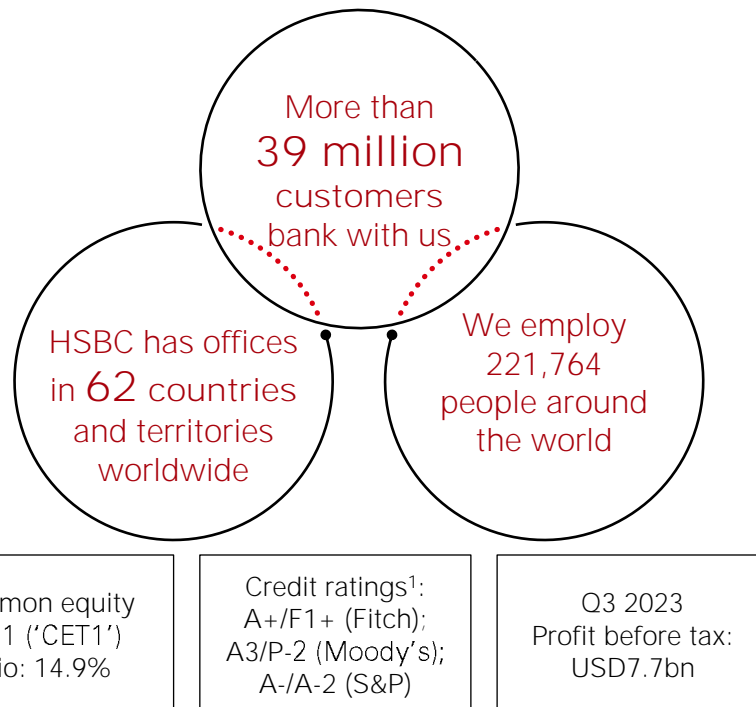 More than
39 million
customers
bank with us
HSBC has offices
in 62 countries
and territories
worldwide
We employ
221,764
people around
the world
mon equity
1 (‘CET1’)
io: 14.9%
Credit ratings¹:
A+/F1+ (Fitch);
A3/P-2 (Moody’s);
A-/A-2 (S&P)
Q3 2023
Profit before tax:
USD7.7bn